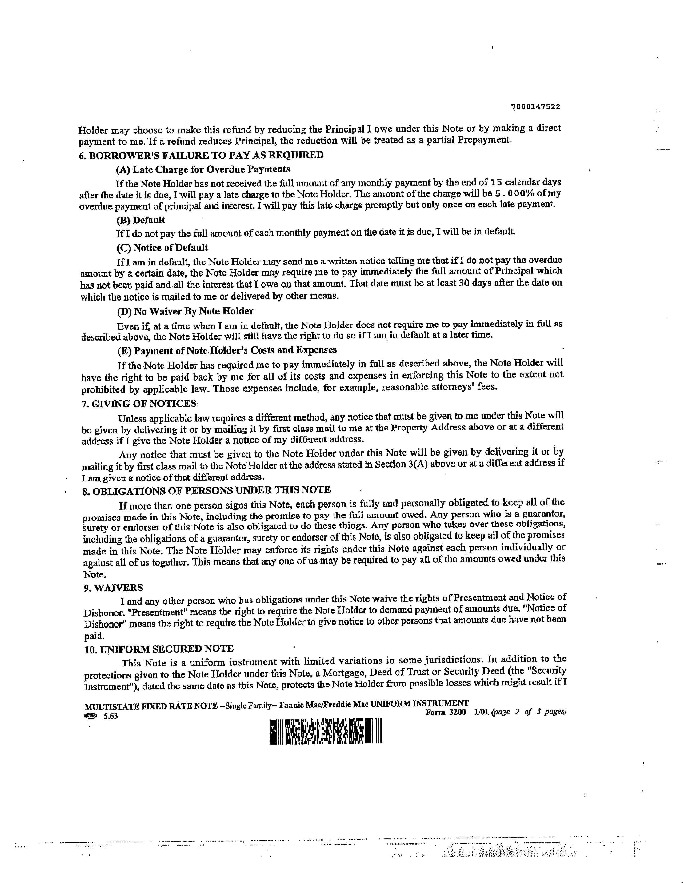 7000147522
Holder may choose to make this refund by reducing the Principal I owe under this Note or by making a direct
payment to me. If a refund reduces Principal, the reduction will be treated as a partial Prepayment.
6. BORROWER'S FAILURE TO PAY AS REQUIRED
(A) Late Charge for Overdue Payments
If the Note Holder has not received the full amount of any monthly payment by the end of 15 calendar days
after the date it is due, I will pay a late charge to the Note Holder. The amount of the charge will be 5.000% of my
overdue payment of principal and interest. I will pay this late charge promptly but only once on each late payment.
(B) Default
If I do not pay the full amount of each monthly payment on the date it is due, I will be in default.
(C) Notice of Default
If I am in default, the Note Holder may send me a written notice telling me that if I do not pay the overdue
amount by a certain date, the Note Holder may require me to pay immediately the full amount of Principal which
has not been paid and all the interest that I owe on that amount. That date must be at least 30 days after the date on
which the notice is mailed to me or delivered by other means.
(D) No Waiver By Note Holder
Even if, at a time when I am in default, the Note Holder does not require me to pay immediately in full as
described above, the Note Holder will still have the right to do so if I am in default at a later time.
(E) Payment of Note Holder's Costs and Expenses
If the Note Holder has required me to pay immediately in full as described above, the Note Holder will
have the right to be paid back by me for all of its costs and expenses in enforcing this Note to the extent not
prohibited by applicable law. Those expenses include, for example, reasonable attorneys' fees.
7. GIVING OF NOTICES
Unless applicable law requires a different method, any notice that must be given to me under this Note will
be given by delivering it or by mailing it by first class mail to me at the Property Address above or at a different
address if I give the Note Holder a notice of my different address.
Any notice that must be given to the Note Holder under this Note will be given by delivering it or by
mailing it by first class mail to the Note Holder at the address stated in Section 3(A) above or at a different address if
I am given a notice of that different address.
8. OBLIGATIONS OF PERSONS UNDER THIS NOTE
If more than one person signs this Note, each person is fully and personally obligated to keep all of the
promises made in this Note, including the promise to pay the full amount owed. Any person who is a guarantor,
surety or endorser of this Note is also obligated to do these things. Any person who takes over these obligations,
including the obligations of a guarantor, surety or endorser of this Note, is also obligated to keep all of the promises
made in this Note. The Note Holder may enforce its rights under this Note against each person individually or
against all of us together. This means that any one of us may be required to pay all of the amounts owed under this
Note.
9. WAIVERS
I and any other person who has obligations under this Note waive the rights of Presentment and Notice of
Dishonor. "Presentment" means the right to require the Note Holder to demand payment of amounts due. "Notice of
Dishonor" means the right to require the Note Holder to give notice to other persons that amounts due have not been
paid.
10. UNIFORM SECURED NOTE
This Note is a uniform instrument with limited variations in some jurisdictions. In addition to the
protections given to the Note Holder under this Note, a Mortgage, Deed of Trust or Security Deed (the "Security
Instrument"), dated the same date as this Note, protects the Note Holder from possible losses which might result if I
MULTISTATE FIXED RATE NOTE--Single Family--Fannie Mae/Freddie Mac UNIFORM INSTRUMENT
5.63 Form 3200 1/01 (page 2 of 3 pages)